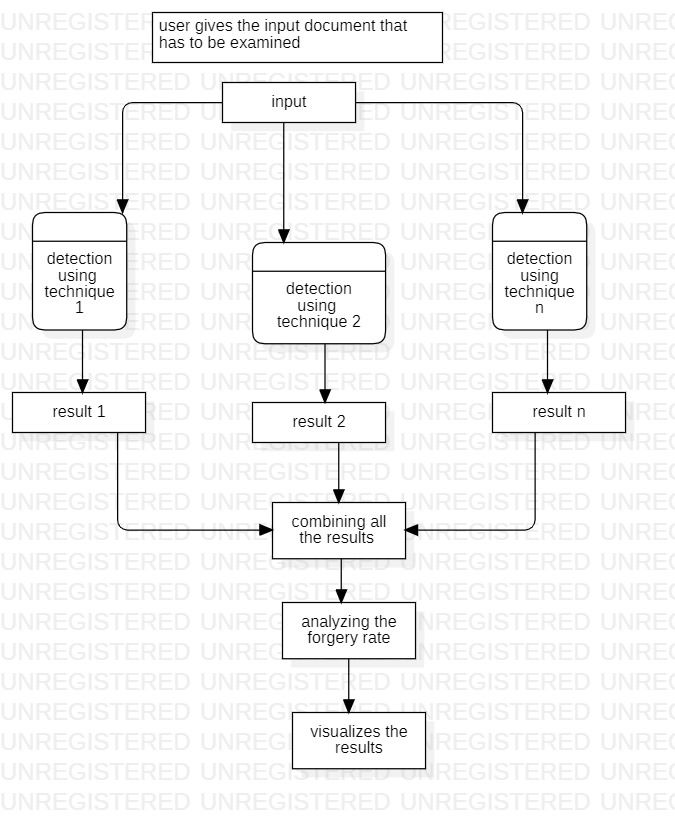 user gives the input document that
has to be examined
input
detection
using
technique
1
detection
using
technique 2
detection
using
technique
n
result 1
result 2
result n
combining all
the results
analyzing the
forgery rate
visualizes the
results
UNREGISTERED